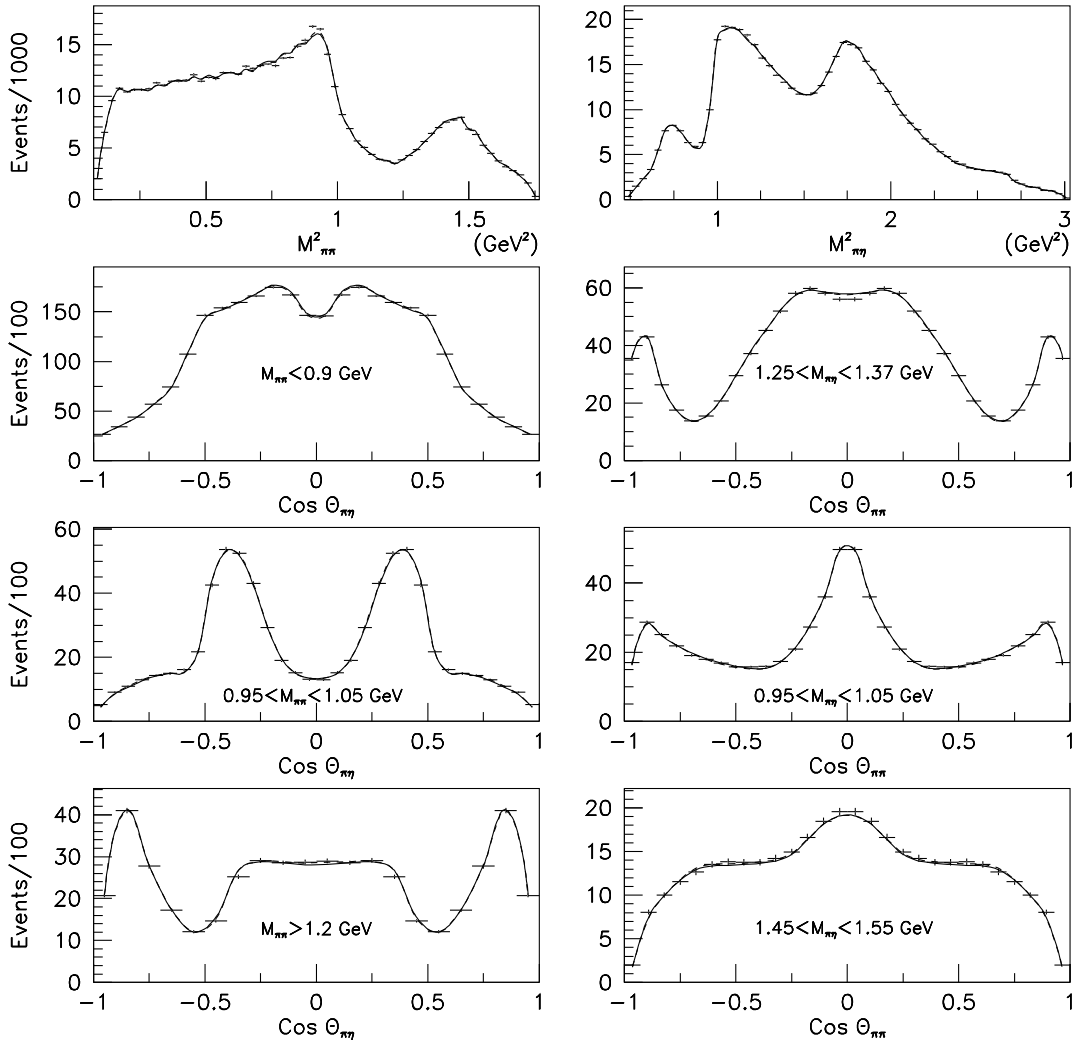 Events/1000
15
10
5
0
0.5 1 1.5
M²ππ (GeV²)
20
15
10
5
0
1 2 3
M²πη (GeV²)
Events/100
150
100
50
0
Mππ<0.9 GeV
−1 −0.5 0 0.5 1
Cos Θπη
60
40
20
0
1.25<Mπη<1.37 GeV
−1 −0.5 0 0.5 1
Cos Θππ
Events/100
60
40
20
0
0.95<Mππ<1.05 GeV
−1 −0.5 0 0.5 1
Cos Θπη
40
20
0
0.95<Mπη<1.05 GeV
−1 −0.5 0 0.5 1
Cos Θππ
Events/100
40
30
20
10
0
Mππ>1.2 GeV
−1 −0.5 0 0.5 1
Cos Θπη
20
15
10
5
0
1.45<Mπη<1.55 GeV
−1 −0.5 0 0.5 1
Cos Θππ